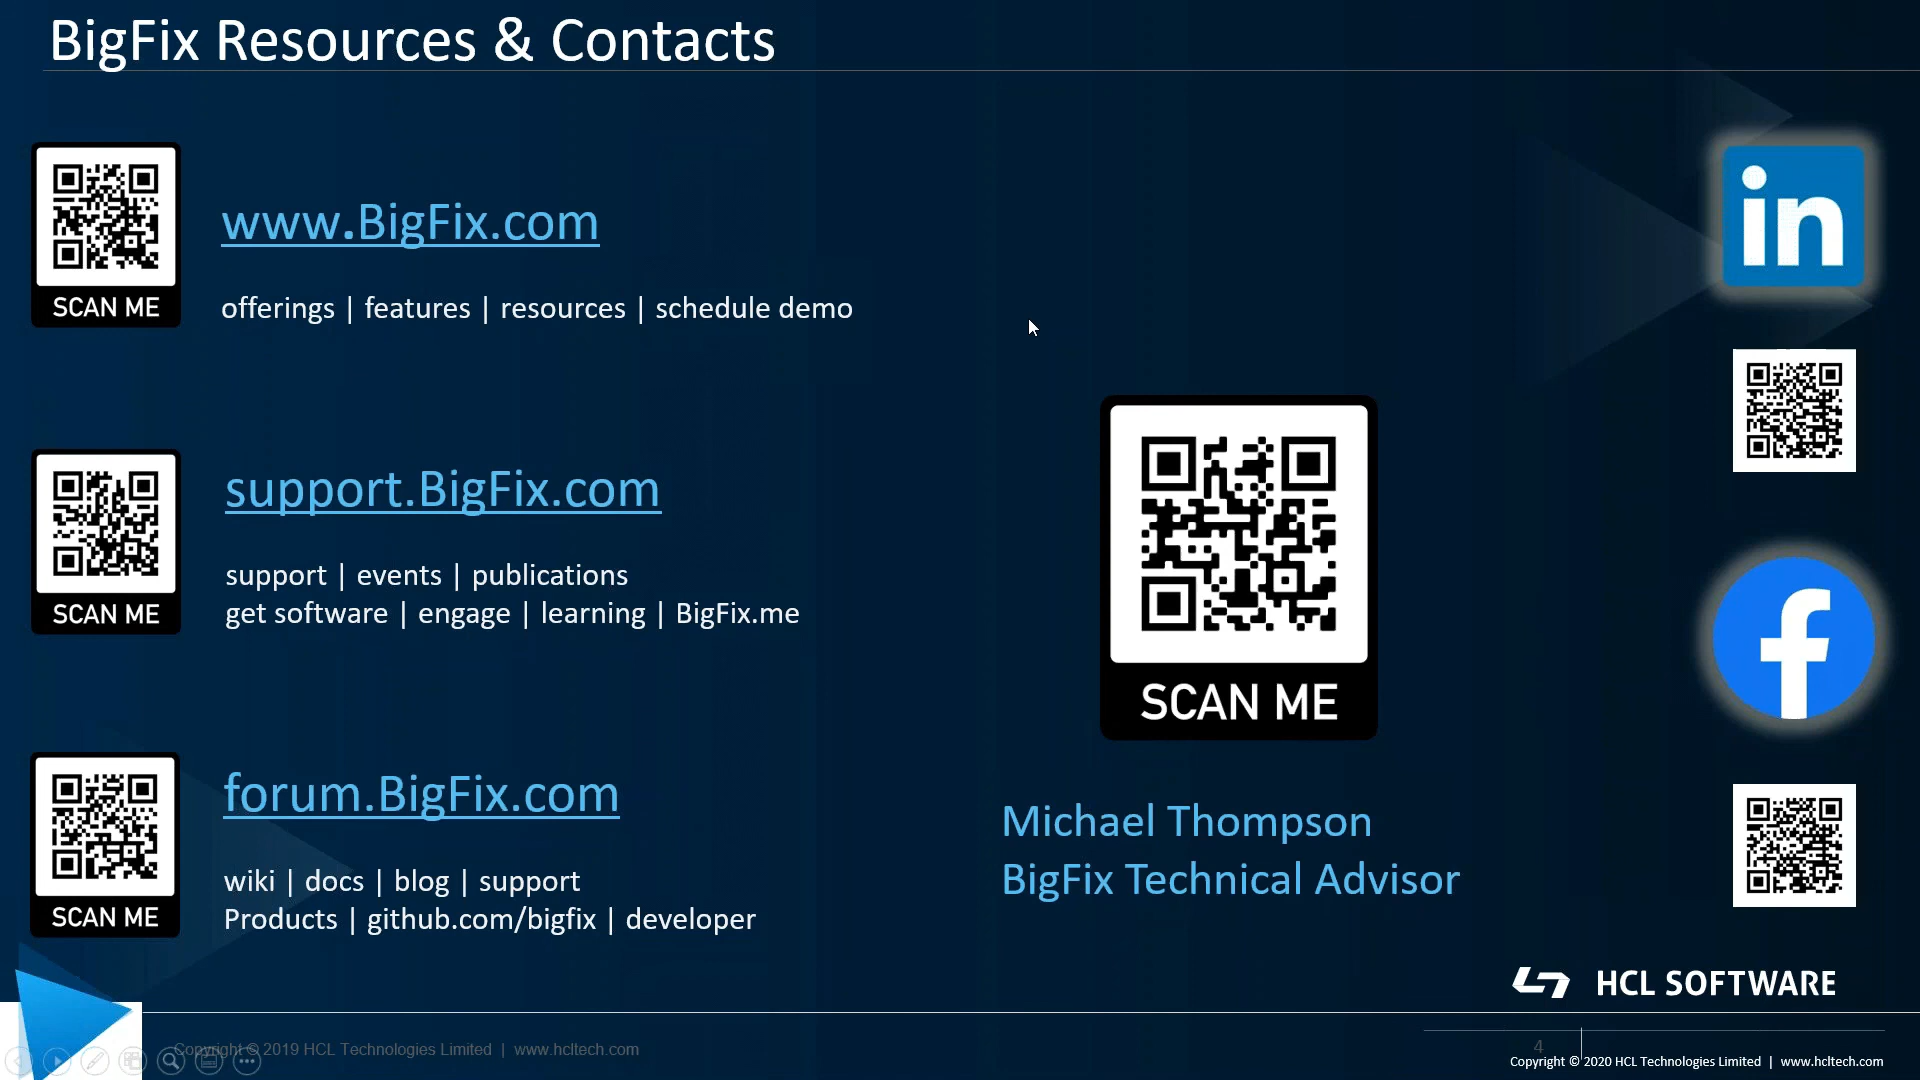 BigFix Resources & Contacts
SCAN ME
www.BigFix.com
offerings | features | resources | schedule demo
SCAN ME
support.BigFix.com
support | events | publications
get software | engage | learning | BigFix.me
SCAN ME
forum.BigFix.com
wiki | docs | blog | support
Products | github.com/bigfix | developer
SCAN ME
Michael Thompson
BigFix Technical Advisor
in
f
HCL SOFTWARE
Copyright © 2019 HCL Technologies Limited | www.hcltech.com
4
Copyright © 2020 HCL Technologies Limited | www.hcltech.com